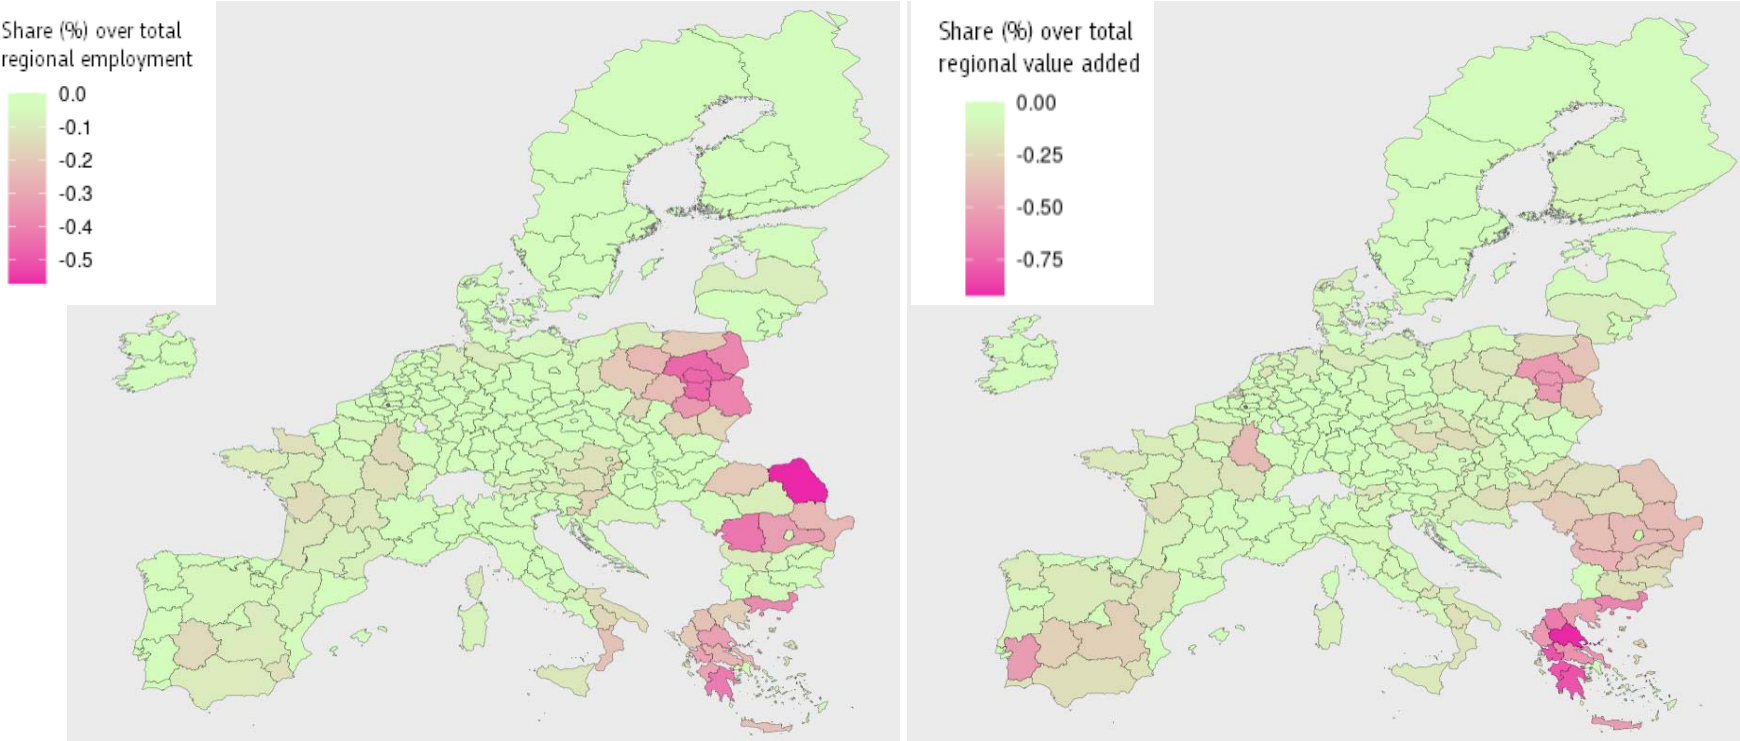 Share (%) over total
regional employment
0.0
-0.1
-0.2
-0.3
-0.4
-0.5
Share (%) over total
regional value added
0.00
-0.25
-0.50
-0.75